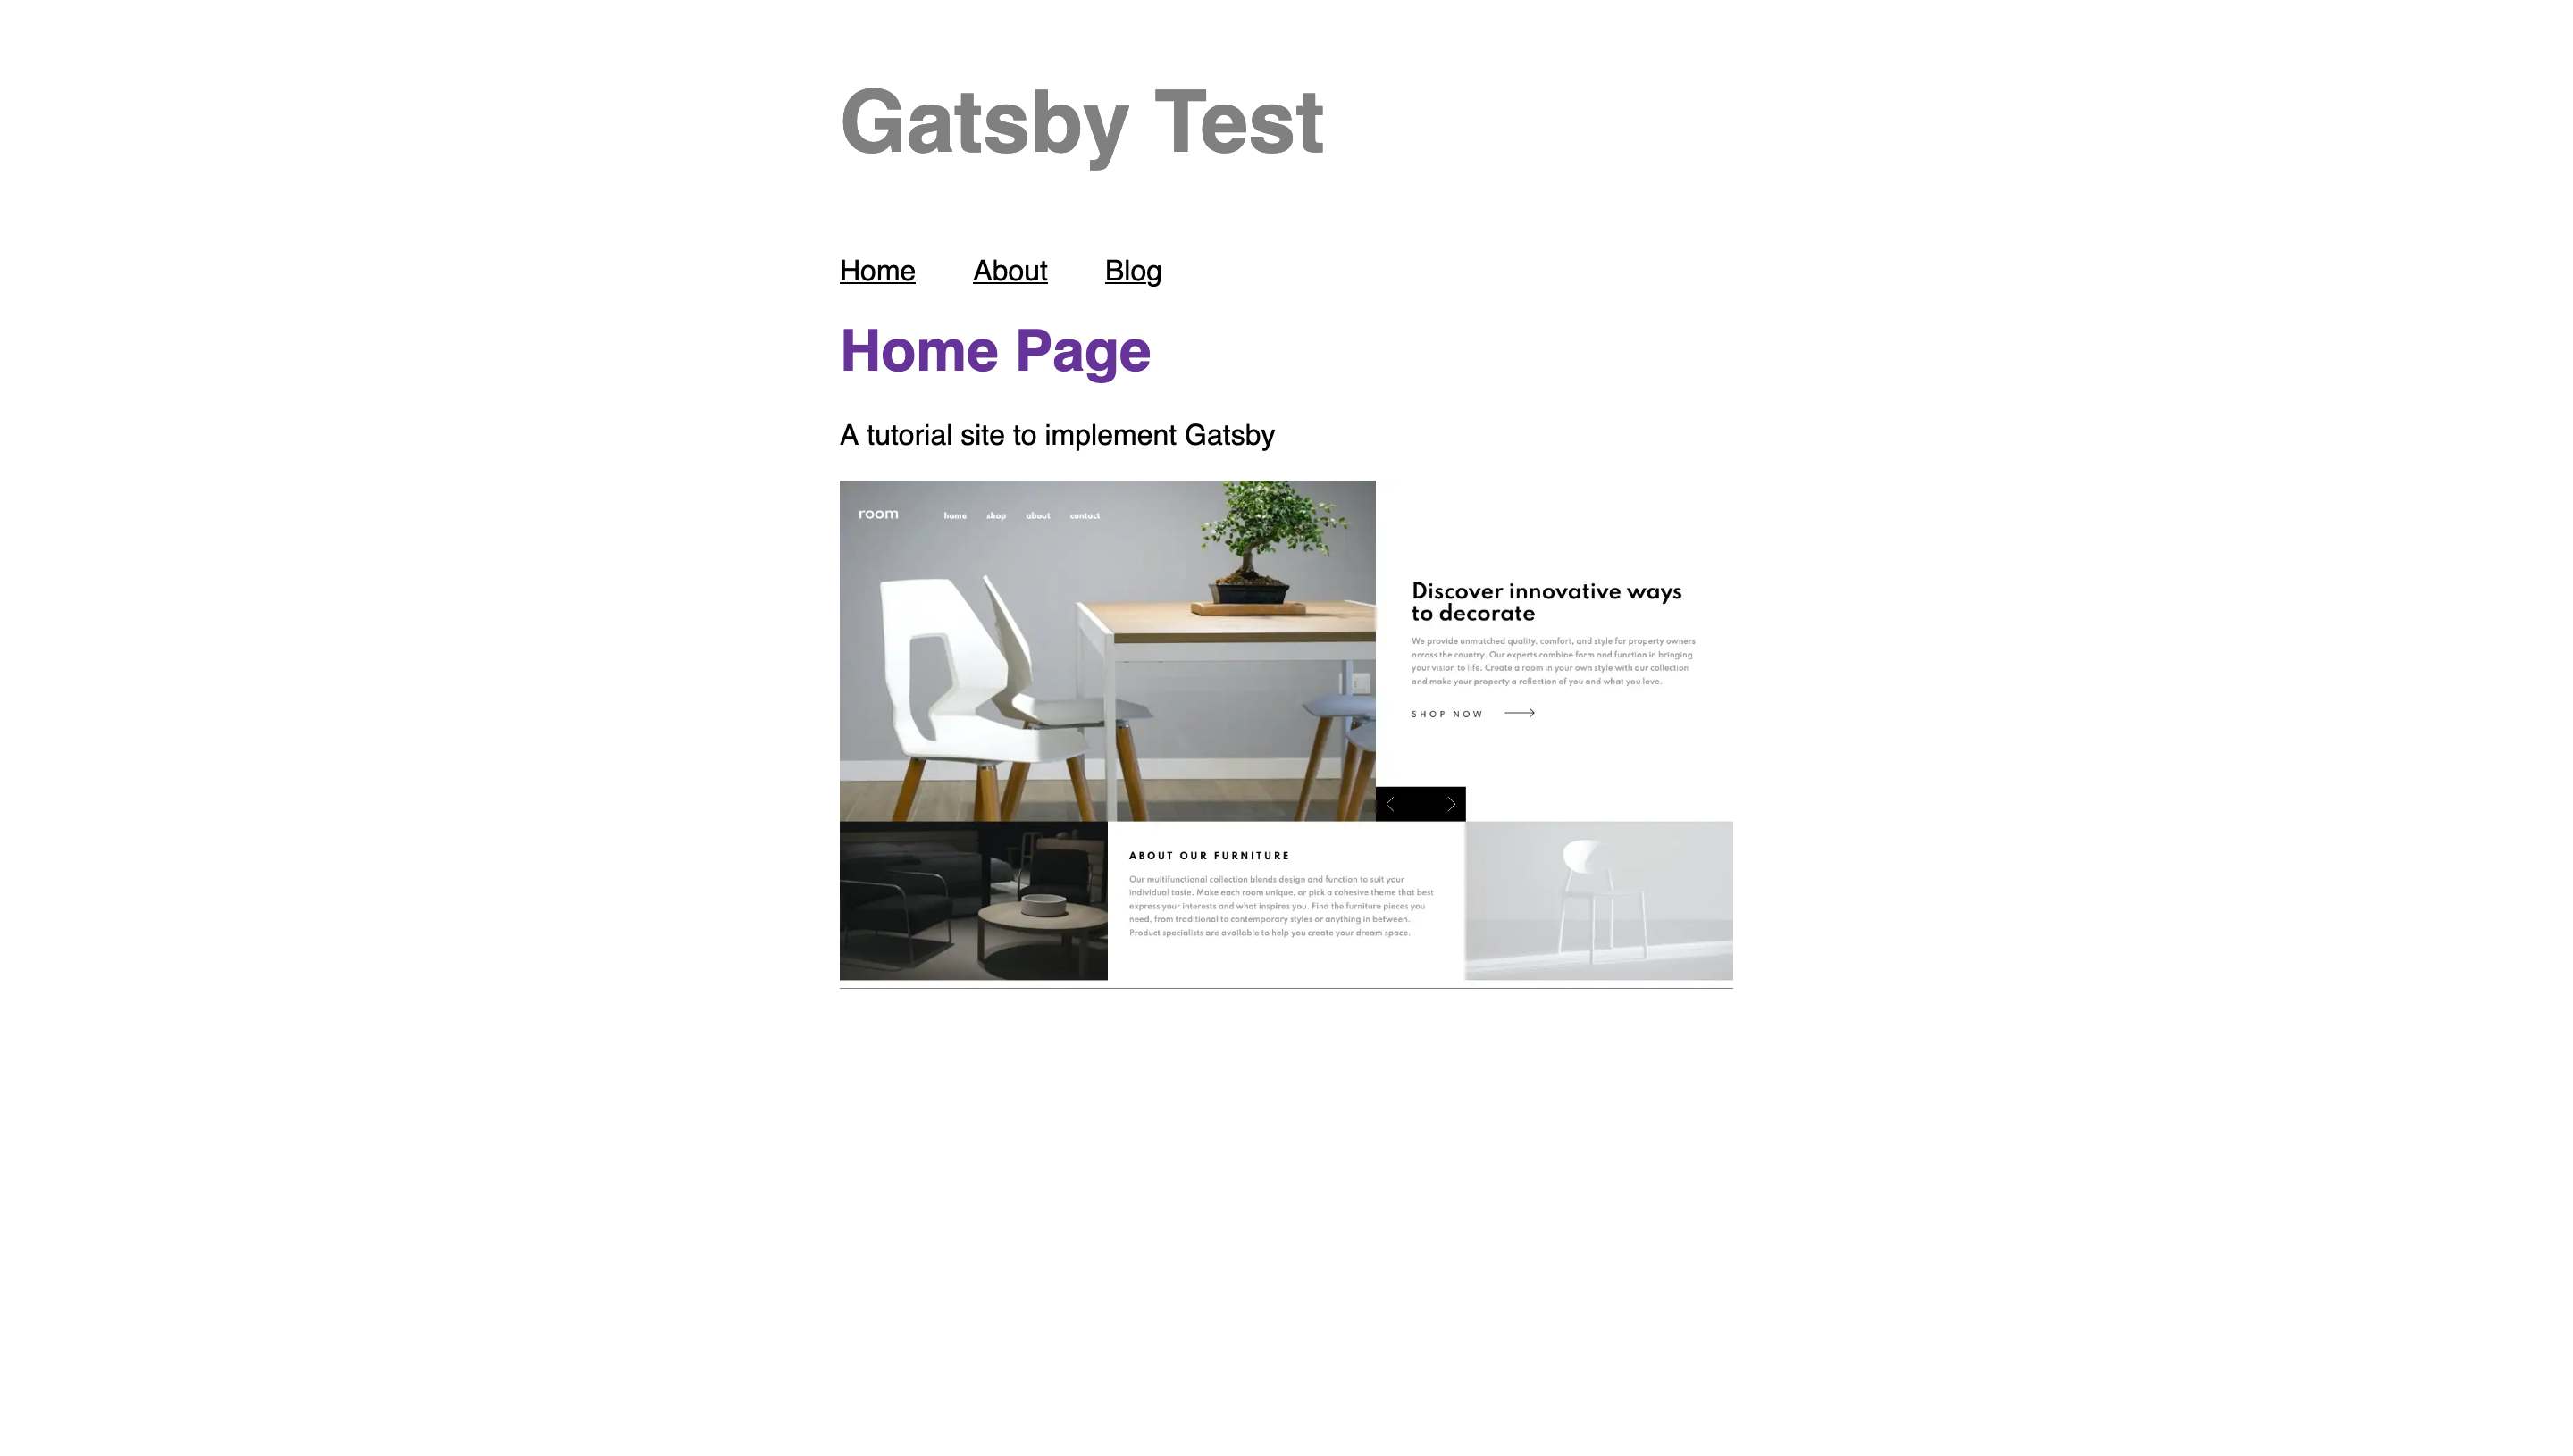 Gatsby Test
Home About Blog
Home Page
A tutorial site to implement Gatsby
room home shop about contact
Discover innovative ways
to decorate
We provide unmatched quality, comfort, and style for property owners
across the country. Our experts combine form and function in bringing
your vision to life. Create a room in your own style with our collection
and make your property a reflection of you and what you love.
SHOP NOW
ABOUT OUR FURNITURE
Our multifunctional collection blends design and function to suit your
individual taste. Make each room unique, or pick a cohesive theme that best
express your interests and what inspires you. Find the furniture pieces you
need, from traditional to contemporary styles or anything in between.
Product specialists are available to help you create your dream space.